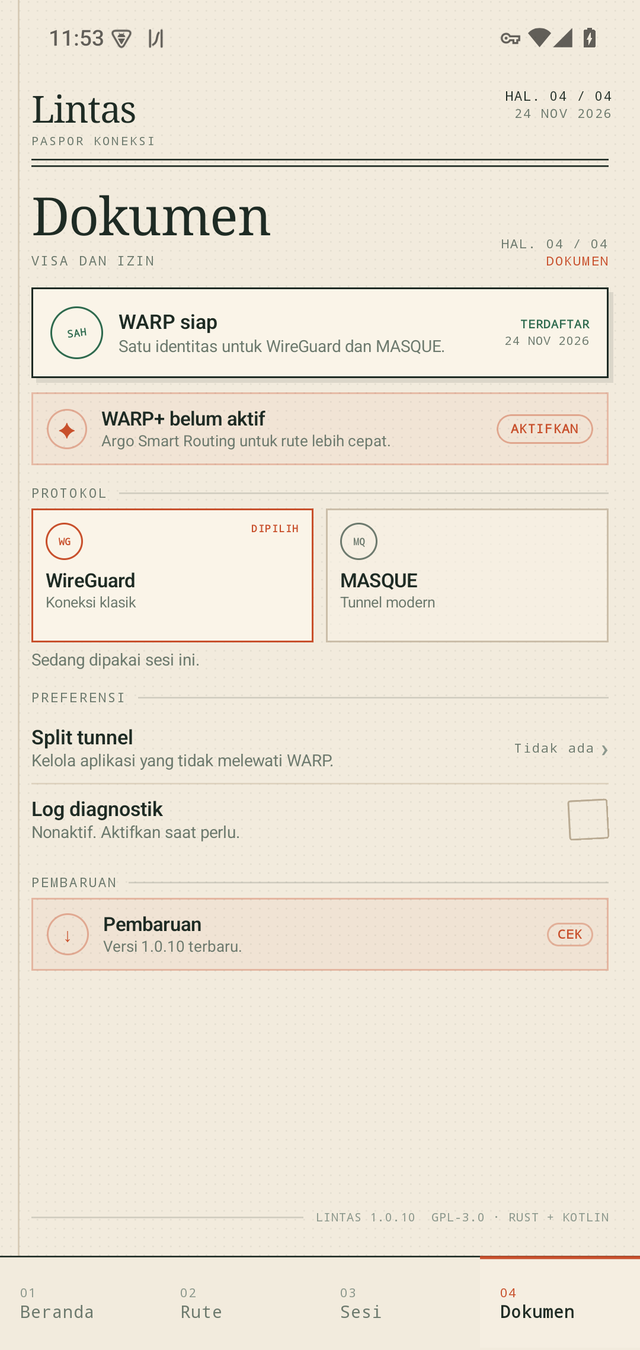 11:53
Lintas
HAL. 04 / 04
24 NOV 2026
PASPOR KONEKSI
Dokumen
HAL. 04 / 04
VISA DAN IZIN
DOKUMEN
SAH
WARP siap
Satu identitas untuk WireGuard dan MASQUE.
TERDAFTAR
24 NOV 2026
WARP+ belum aktif
Argo Smart Routing untuk rute lebih cepat.
AKTIFKAN
PROTOKOL
WG
DIPILIH
WireGuard
Koneksi klasik
MQ
MASQUE
Tunnel modern
Sedang dipakai sesi ini.
PREFERENSI
Split tunnel
Kelola aplikasi yang tidak melewati WARP.
Tidak ada ›
Log diagnostik
Nonaktif. Aktifkan saat perlu.
PEMBARUAN
↓
Pembaruan
Versi 1.0.10 terbaru.
CEK
LINTAS 1.0.10 GPL-3.0 · RUST + KOTLIN
01
Beranda
02
Rute
03
Sesi
04
Dokumen